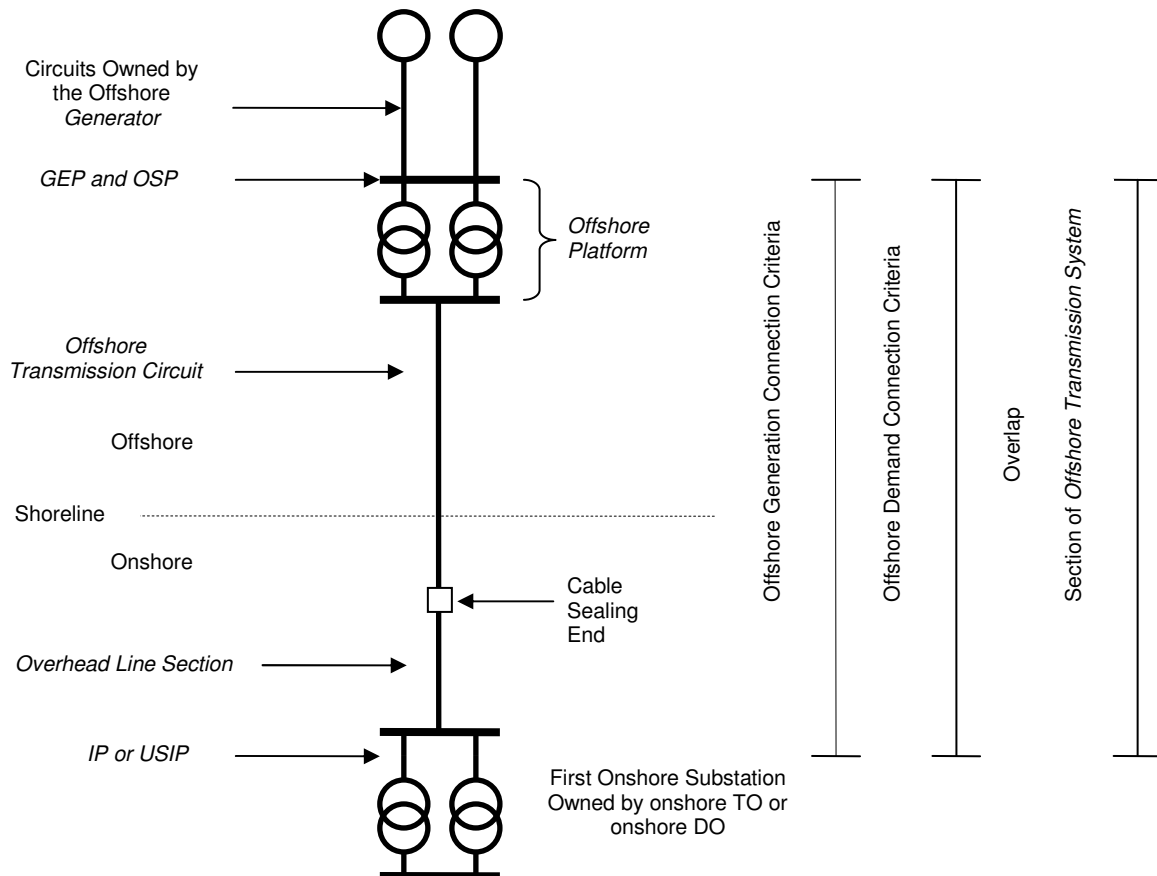 Circuits Owned by
the Offshore
Generator
GEP and OSP
Offshore
Platform
Offshore
Transmission Circuit
Offshore
Shoreline
Onshore
Cable
Sealing
End
Overhead Line Section
IP or USIP
First Onshore Substation
Owned by onshore TO or
onshore DO
Offshore Generation Connection Criteria
Offshore Demand Connection Criteria
Overlap
Section of Offshore Transmission System